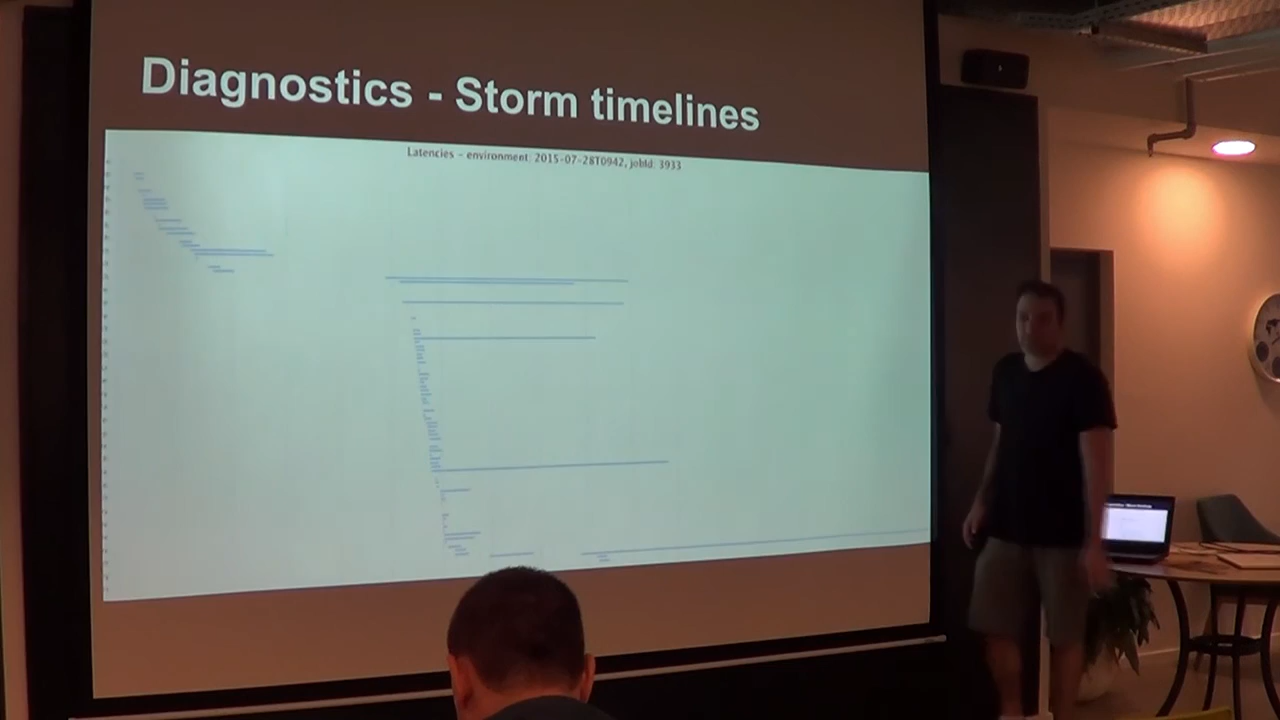 Diagnostics - Storm timelines
Latencies - environment: 2015-07-28T0942, jobId: 3933